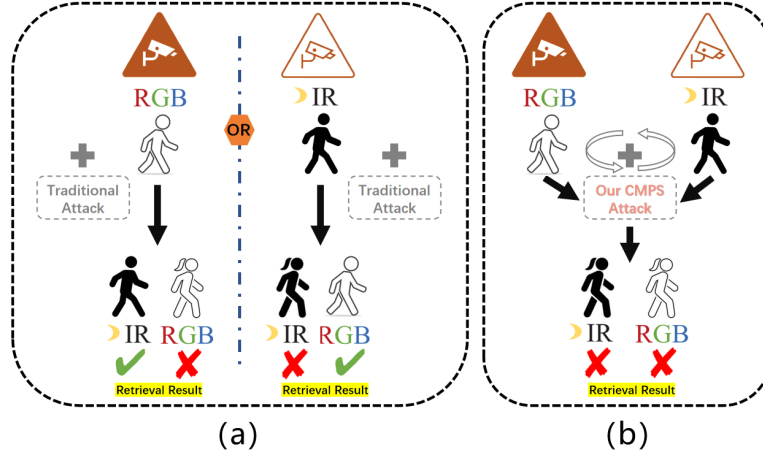 RGB
IR
OR
Traditional
Attack
Traditional
Attack
IR
RGB
IR
RGB
Retrieval Result
Retrieval Result
(a)
RGB
IR
Our CMPS
Attack
IR
RGB
Retrieval Result
(b)